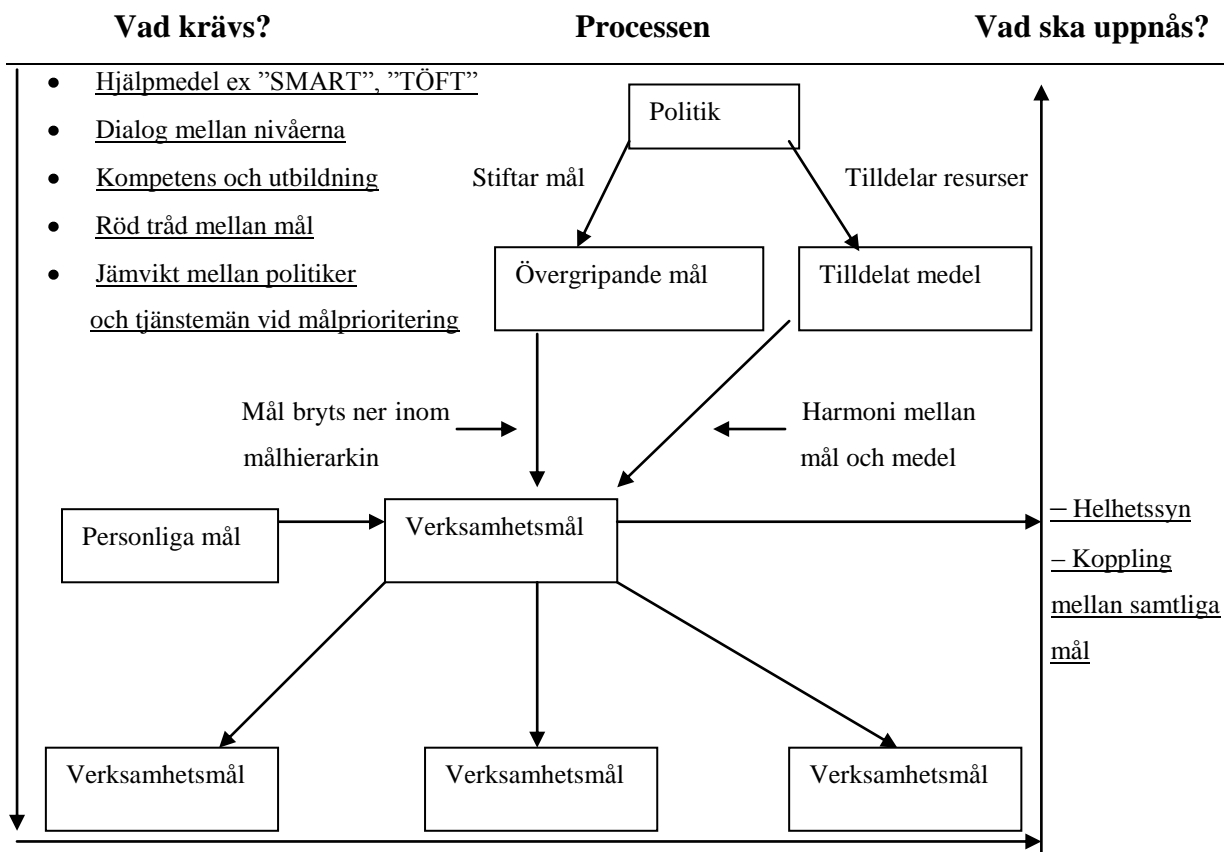 Vad krävs?
Processen
Vad ska uppnås?
• Hjälpmedel ex ”SMART”, ”TÖFT”
• Dialog mellan nivåerna
• Kompetens och utbildning
• Röd tråd mellan mål
• Jämvikt mellan politiker
och tjänstemän vid målprioritering
Politik
Stiftar mål
Tilldelar resurser
Övergripande mål
Tilldelat medel
Mål bryts ner inom
målhierarkin
Harmoni mellan
mål och medel
Personliga mål
Verksamhetsmål
– Helhetssyn
– Koppling
mellan samtliga
mål
Verksamhetsmål
Verksamhetsmål
Verksamhetsmål